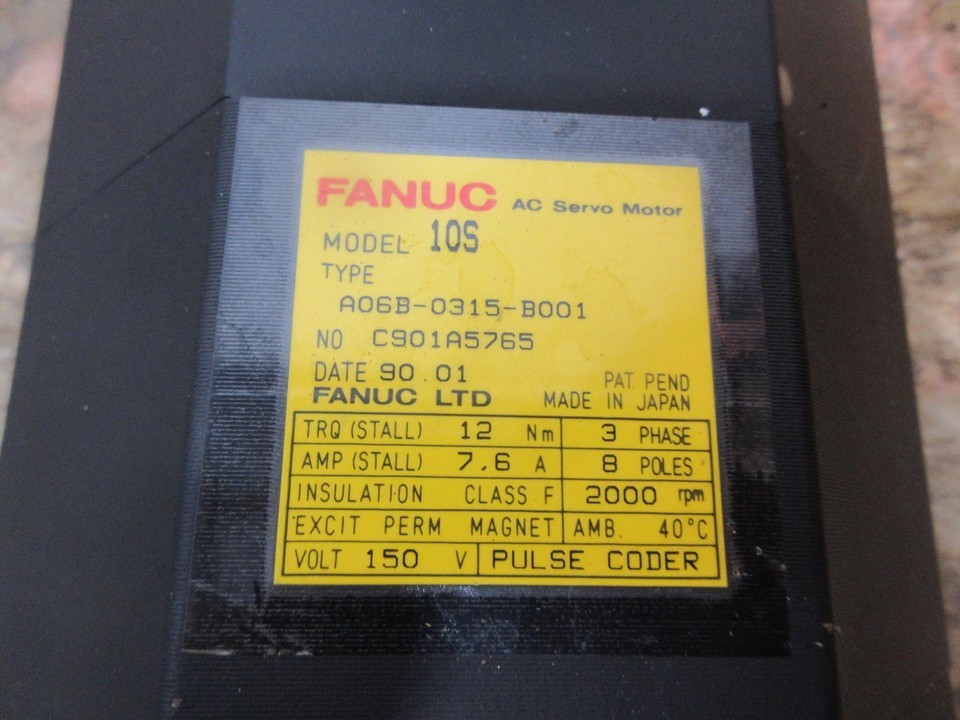 FANUC AC Servo Motor
MODEL 10S
TYPE
A06B-0315-B001
NO C901A5765
DATE 90.01
PAT. PEND
FANUC LTD MADE IN JAPAN
TRQ (STALL) 12 Nm 3 PHASE
AMP (STALL) 7.6 A 8 POLES
INSULATION CLASS F 2000 rpm
EXCIT PERM MAGNET AMB. 40°C
VOLT 150 V PULSE CODER